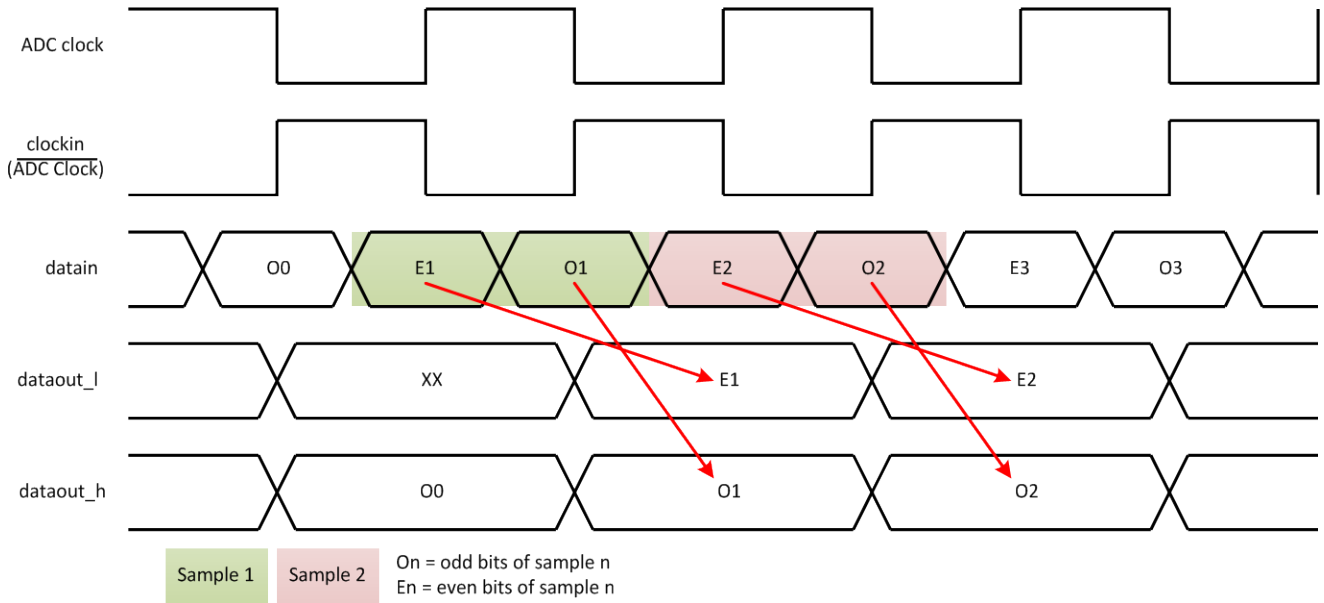 ADC clock
clockin
(ADC Clock)
datain
O0
E1
O1
E2
O2
E3
O3
dataout_l
XX
E1
E2
dataout_h
O0
O1
O2
Sample 1
Sample 2
On = odd bits of sample n
En = even bits of sample n